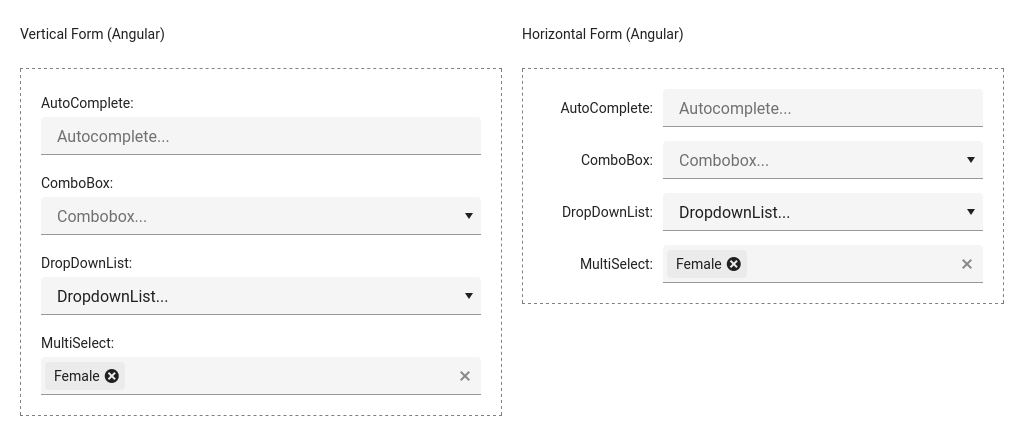 Vertical Form (Angular)
AutoComplete:
Autocomplete...
ComboBox:
Combobox...
DropDownList:
DropdownList...
MultiSelect:
Female
Horizontal Form (Angular)
AutoComplete: Autocomplete...
ComboBox: Combobox...
DropDownList: DropdownList...
MultiSelect: Female